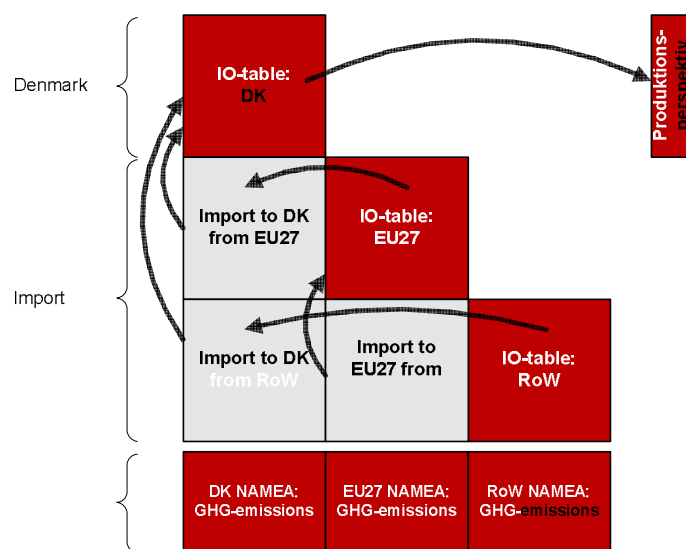 Denmark
IO-table:
DK
Produktions-
perspektiv
Import
Import to DK
from EU27
IO-table:
EU27
Import to DK
from RoW
Import to
EU27 from
IO-table:
RoW
DK NAMEA:
GHG-emissions
EU27 NAMEA:
GHG-emissions
RoW NAMEA:
GHG-emissions